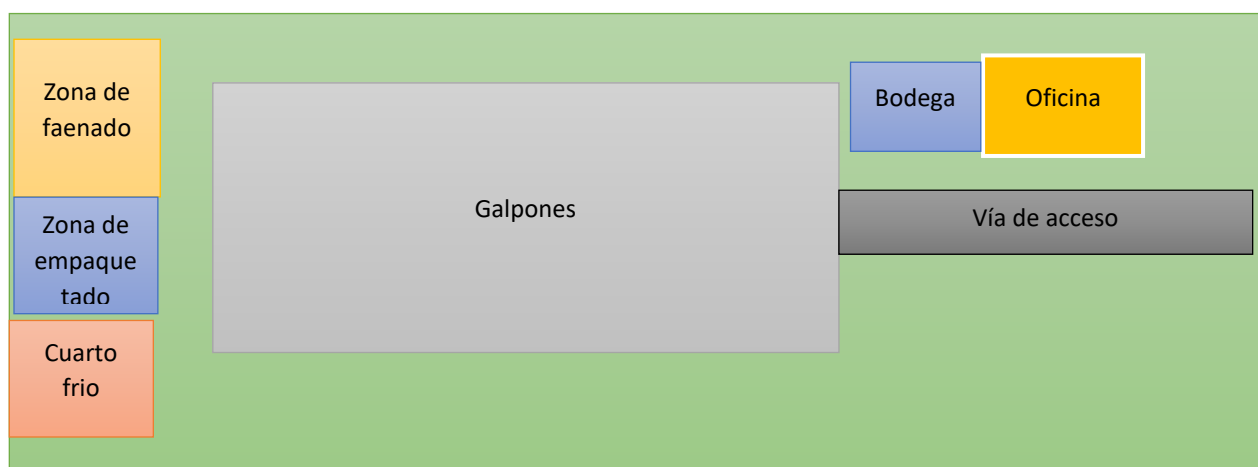 Zona de
faenado
Bodega
Oficina
Galpones
Vía de acceso
Zona de
empaque
tado
Cuarto
frio